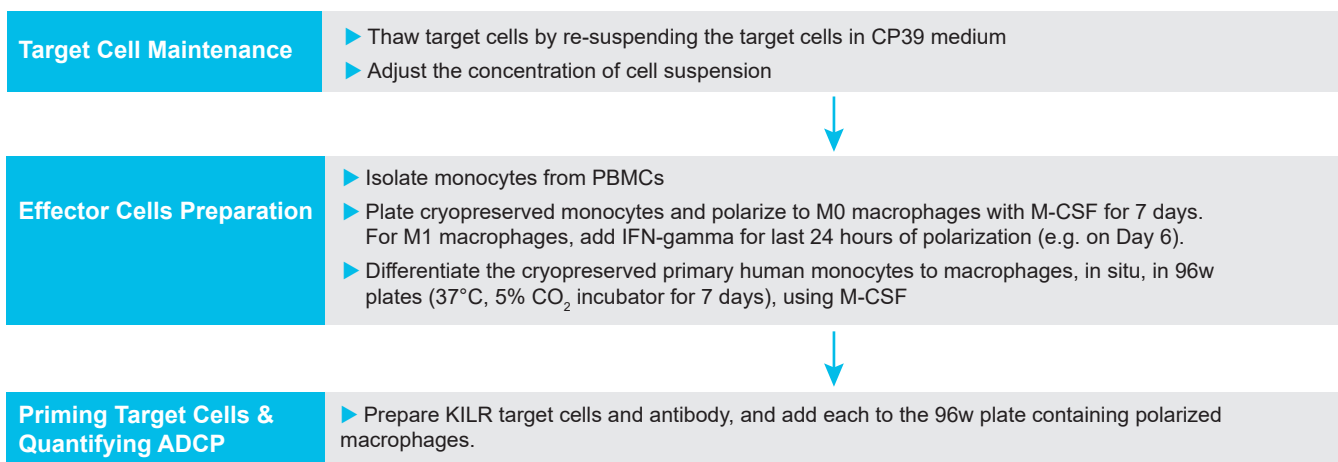 Target Cell Maintenance
▶ Thaw target cells by re-suspending the target cells in CP39 medium
▶ Adjust the concentration of cell suspension
Effector Cells Preparation
▶ Isolate monocytes from PBMCs
▶ Plate cryopreserved monocytes and polarize to M0 macrophages with M-CSF for 7 days.
For M1 macrophages, add IFN-gamma for last 24 hours of polarization (e.g. on Day 6).
▶ Differentiate the cryopreserved primary human monocytes to macrophages, in situ, in 96w
plates (37°C, 5% CO₂ incubator for 7 days), using M-CSF
Priming Target Cells &
Quantifying ADCP
▶ Prepare KILR target cells and antibody, and add each to the 96w plate containing polarized
macrophages.